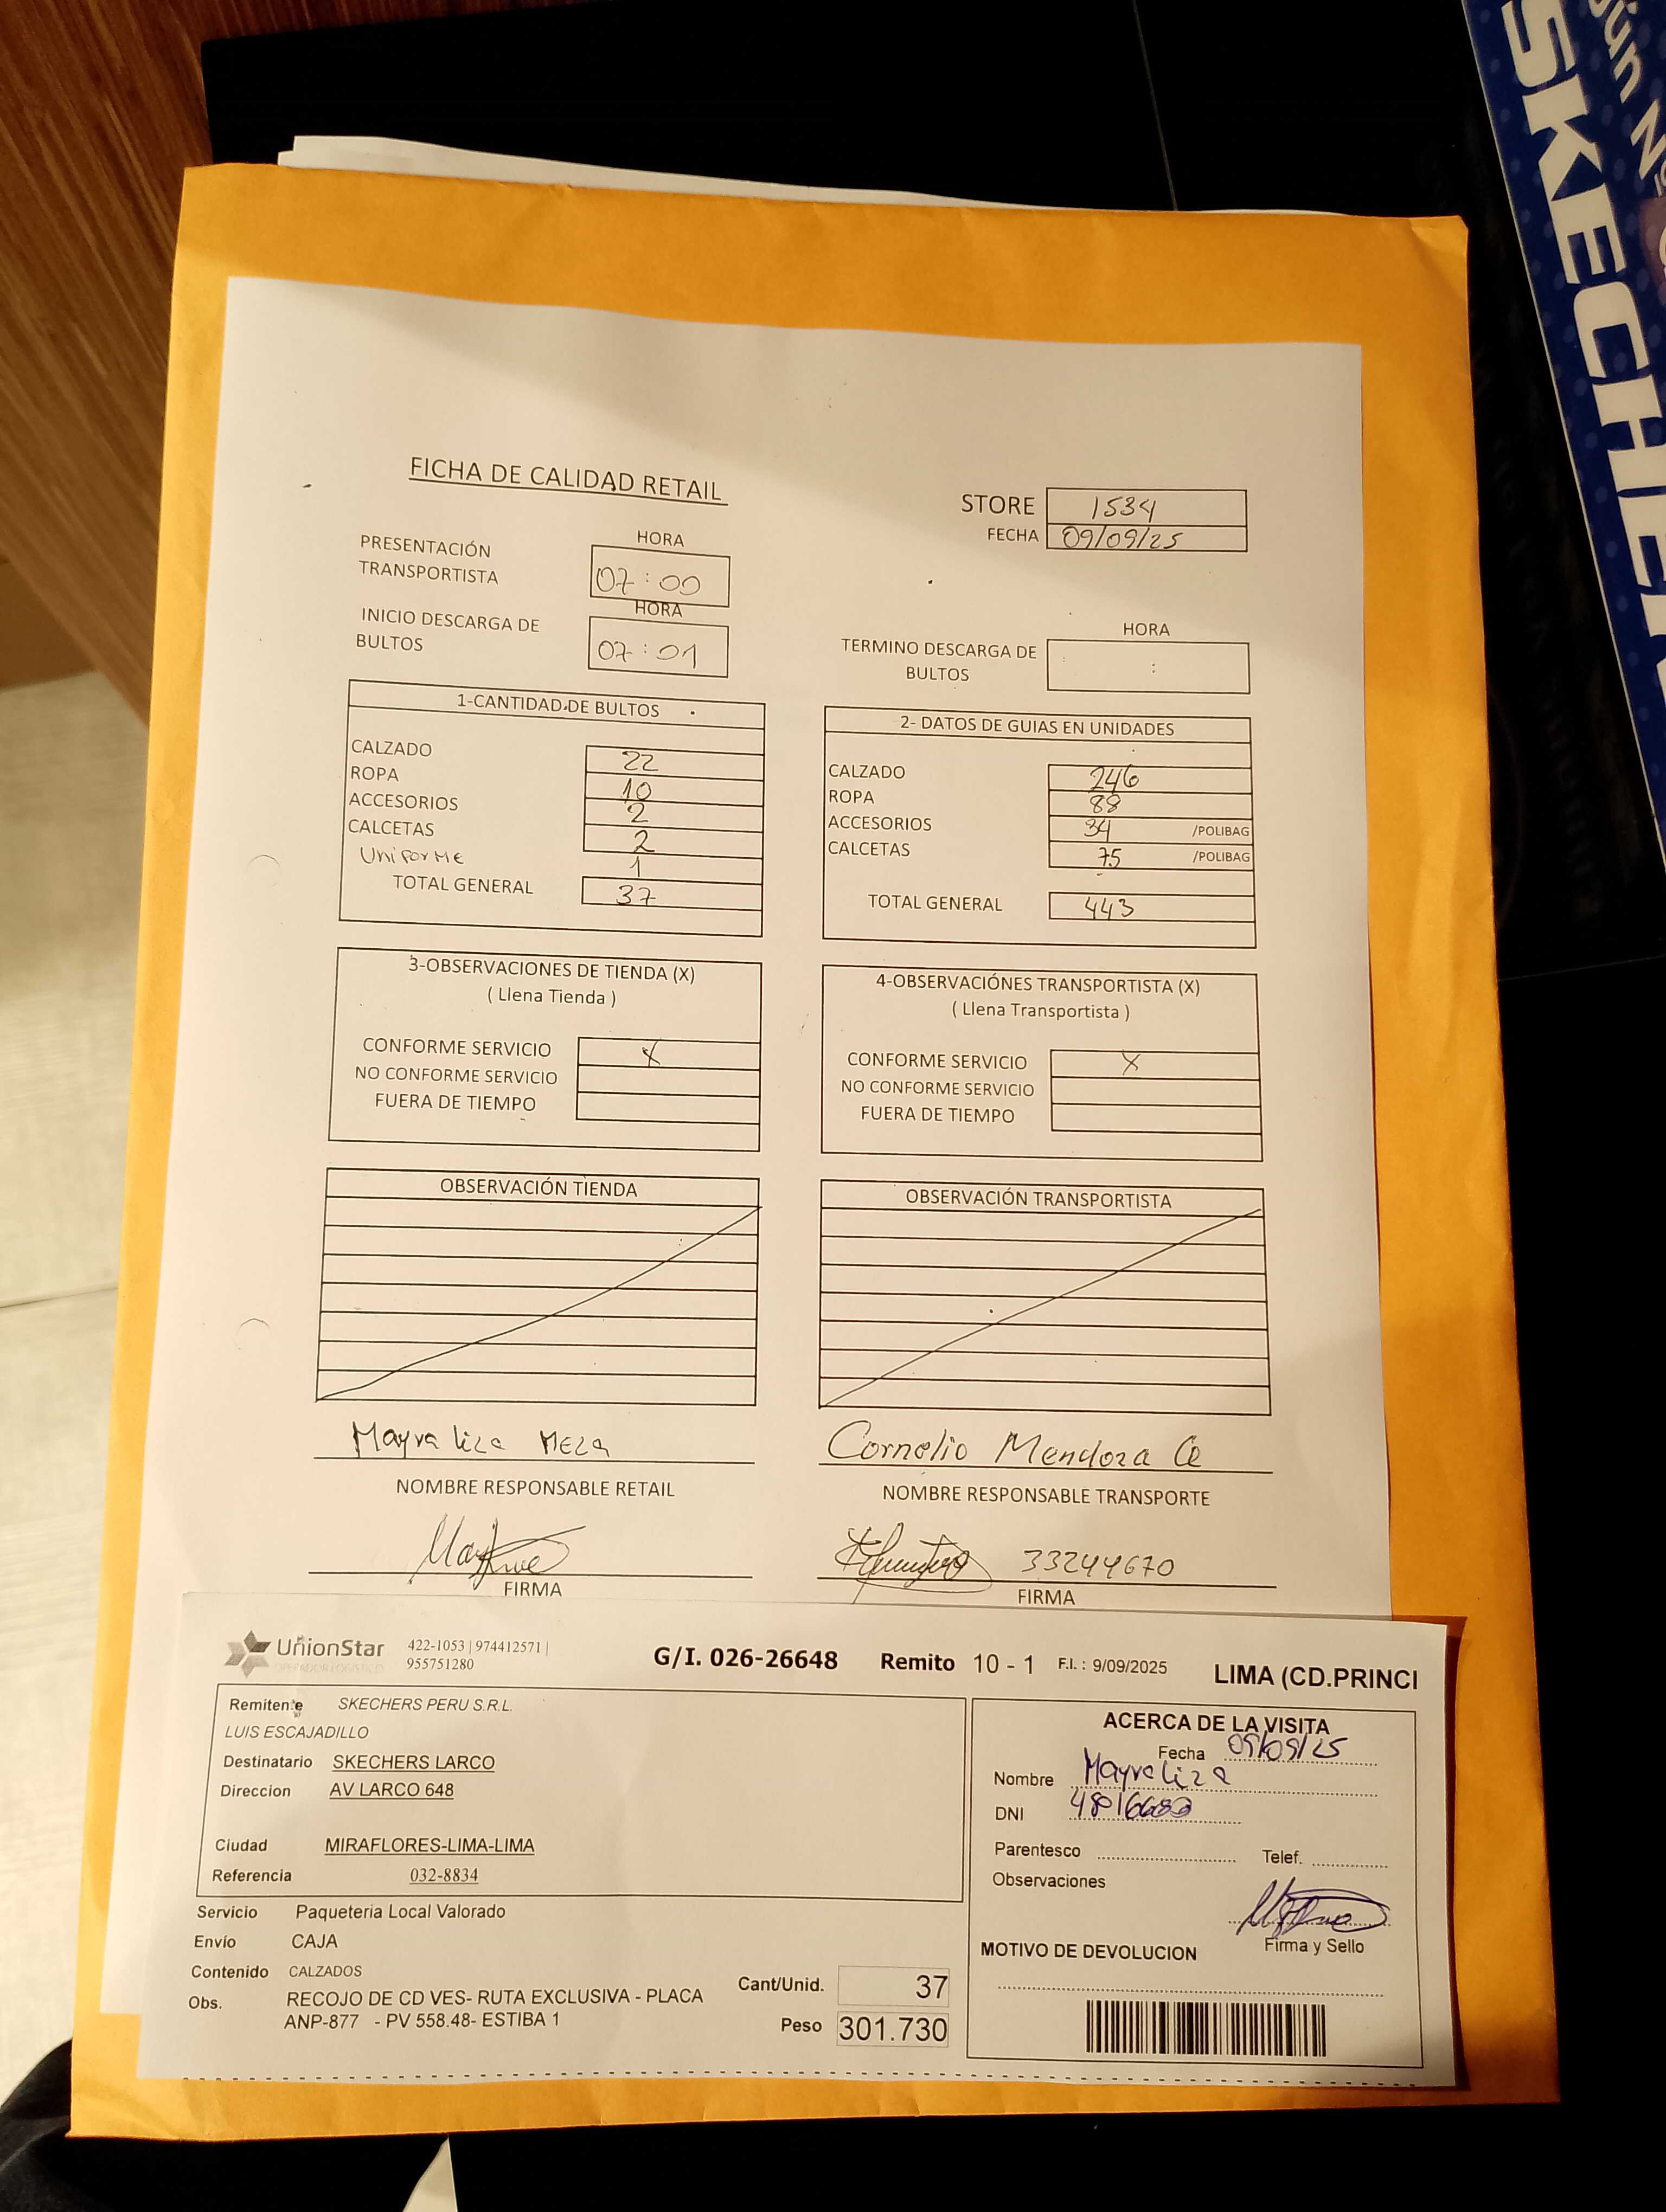 SKECHERS
FICHA DE CALIDAD RETAIL
STORE 1534
FECHA 09/09/25
HORA
PRESENTACIÓN
TRANSPORTISTA
07:00
HORA
INICIO DESCARGA DE
BULTOS
07:01
HORA
TERMINO DESCARGA DE
BULTOS
:
1-CANTIDAD DE BULTOS
CALZADO 22
ROPA 10
ACCESORIOS 2
CALCETAS 2
Uniforme 1
TOTAL GENERAL 37
2- DATOS DE GUIAS EN UNIDADES
CALZADO 246
ROPA 88
ACCESORIOS 34 /POLIBAG
CALCETAS 75 /POLIBAG
TOTAL GENERAL 443
3-OBSERVACIONES DE TIENDA (X)
( Llena Tienda )
CONFORME SERVICIO X
NO CONFORME SERVICIO
FUERA DE TIEMPO
4-OBSERVACIÓNES TRANSPORTISTA (X)
( Llena Transportista )
CONFORME SERVICIO X
NO CONFORME SERVICIO
FUERA DE TIEMPO
OBSERVACIÓN TIENDA
OBSERVACIÓN TRANSPORTISTA
Mayra liza Meza
NOMBRE RESPONSABLE RETAIL
FIRMA
Cornelio Mendoza
NOMBRE RESPONSABLE TRANSPORTE
33244670
FIRMA
UnionStar
OPERADOR LOGISTICO
422-1053 | 974412571 |
955751280
G/I. 026-26648 Remito 10 - 1 F.I. : 9/09/2025 LIMA (CD.PRINCI
Remitente SKECHERS PERU S.R.L.
LUIS ESCAJADILLO
Destinatario SKECHERS LARCO
Direccion AV LARCO 648
Ciudad MIRAFLORES-LIMA-LIMA
Referencia 032-8834
Servicio Paqueteria Local Valorado
Envío CAJA
Contenido CALZADOS
Obs. RECOJO DE CD VES- RUTA EXCLUSIVA - PLACA
ANP-877 - PV 558.48- ESTIBA 1
Cant/Unid. 37
Peso 301.730
ACERCA DE LA VISITA
Fecha 09/09/25
Nombre Mayra liza
DNI
Parentesco Telef.
Observaciones
Firma y Sello
MOTIVO DE DEVOLUCION